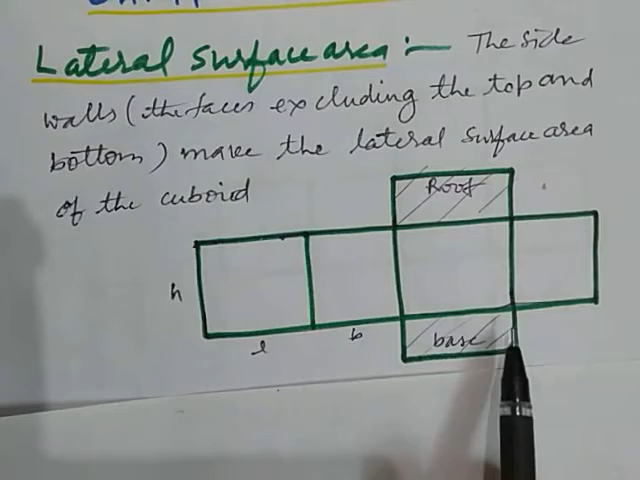 Lateral surface area :— The side
walls (the faces excluding the top and
bottom) make the lateral surface area
of the cuboid
Roof
h
l
b
base